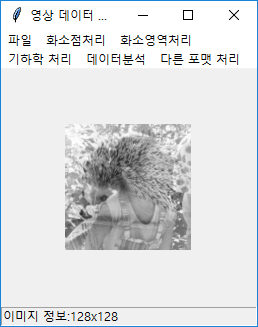 영상 데이터 ...
파일 화소점처리 화소영역처리
기하학 처리 데이터분석 다른 포맷 처리
이미지 정보:128x128